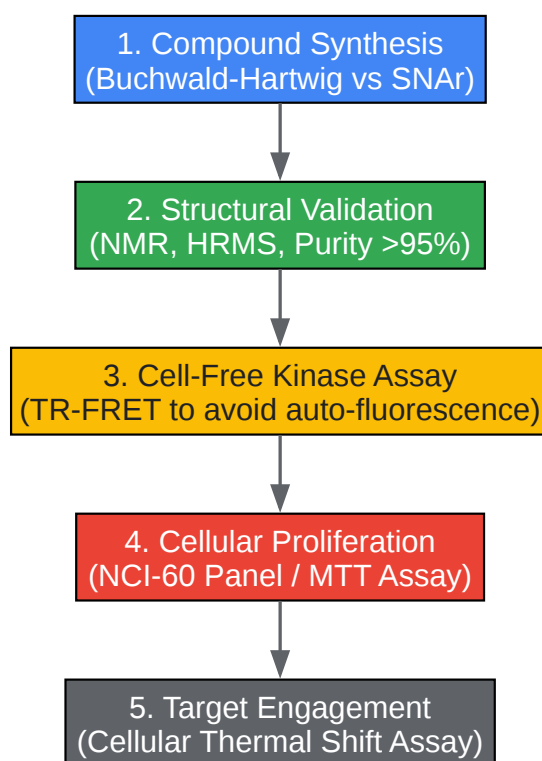 1. Compound Synthesis
(Buchwald-Hartwig vs SNAr)
2. Structural Validation
(NMR, HRMS, Purity >95%)
3. Cell-Free Kinase Assay
(TR-FRET to avoid auto-fluorescence)
4. Cellular Proliferation
(NCI-60 Panel / MTT Assay)
5. Target Engagement
(Cellular Thermal Shift Assay)